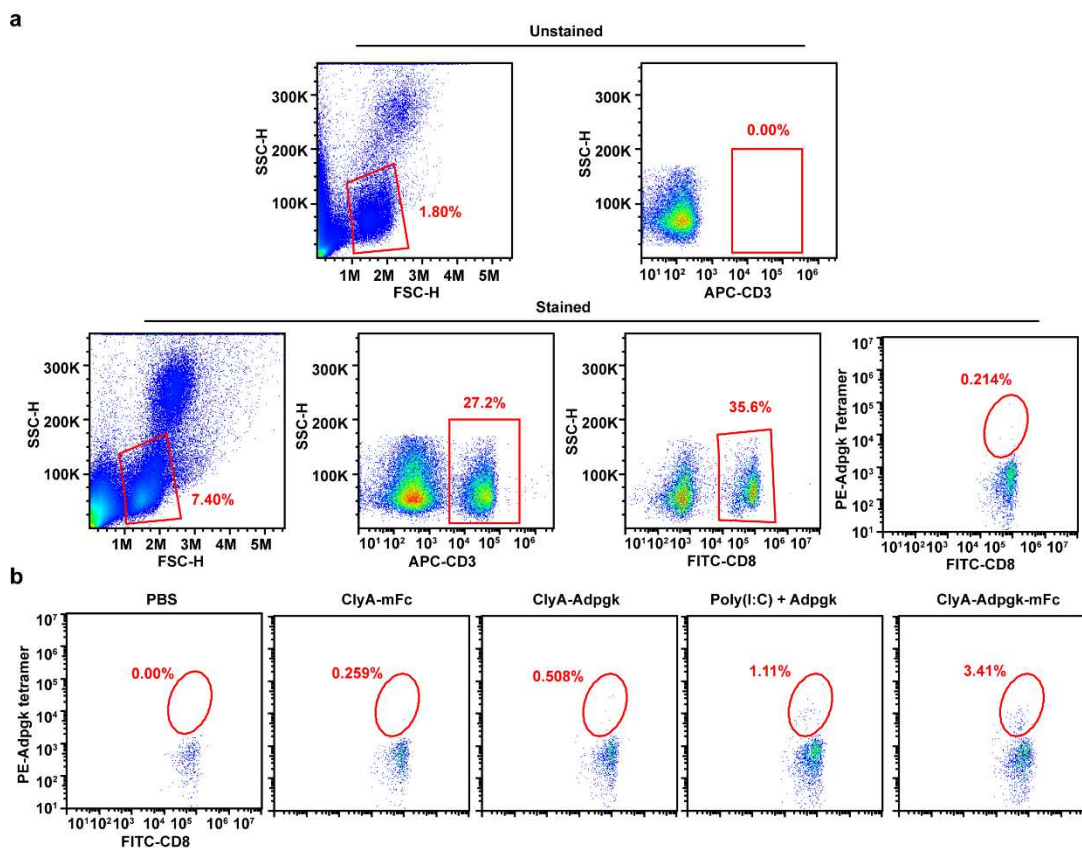 a
Unstained
300K
200K
100K
SSC-H
1.80%
1M 2M 3M 4M 5M
FSC-H
300K
200K
100K
SSC-H
0.00%
10¹ 10² 10³ 10⁴ 10⁵ 10⁶
APC-CD3
Stained
300K
200K
100K
SSC-H
7.40%
1M 2M 3M 4M 5M
FSC-H
300K
200K
100K
SSC-H
27.2%
10¹ 10² 10³ 10⁴ 10⁵ 10⁶
APC-CD3
300K
200K
100K
SSC-H
35.6%
10¹ 10² 10³ 10⁴ 10⁵ 10⁶ 10⁷
FITC-CD8
PE-Adpgk Tetramer
10⁷
10⁶
10⁵
10⁴
10³
10²
10¹
0.214%
10¹ 10² 10³ 10⁴ 10⁵ 10⁶ 10⁷
FITC-CD8
b
PBS
ClyA-mFc
ClyA-Adpgk
Poly(I:C) + Adpgk
ClyA-Adpgk-mFc
PE-Adpgk tetramer
10⁷
10⁶
10⁵
10⁴
10³
10²
10¹
0.00%
0.259%
0.508%
1.11%
3.41%
10¹ 10² 10³ 10⁴ 10⁵ 10⁶ 10⁷
FITC-CD8